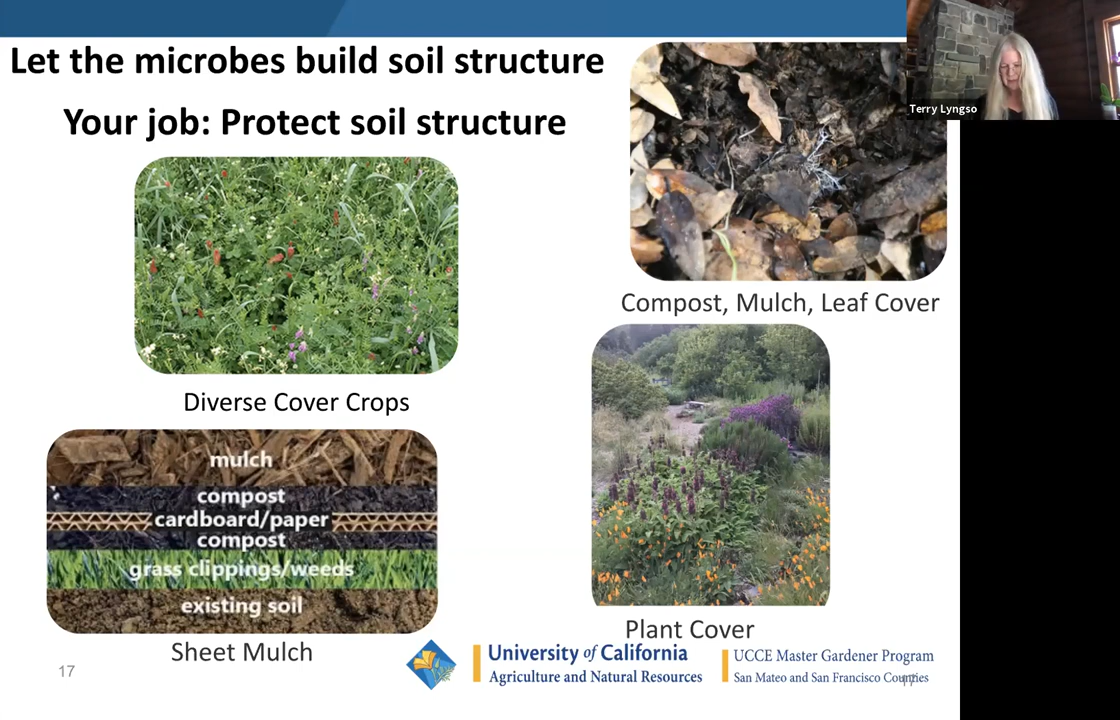 Let the microbes build soil structure
Your job: Protect soil structure
Terry Lyngso
Compost, Mulch, Leaf Cover
Diverse Cover Crops
mulch
compost
cardboard/paper
compost
grass clippings/weeds
existing soil
Sheet Mulch
Plant Cover
17
University of California
Agriculture and Natural Resources
UCCE Master Gardener Program
San Mateo and San Francisco Counties
17